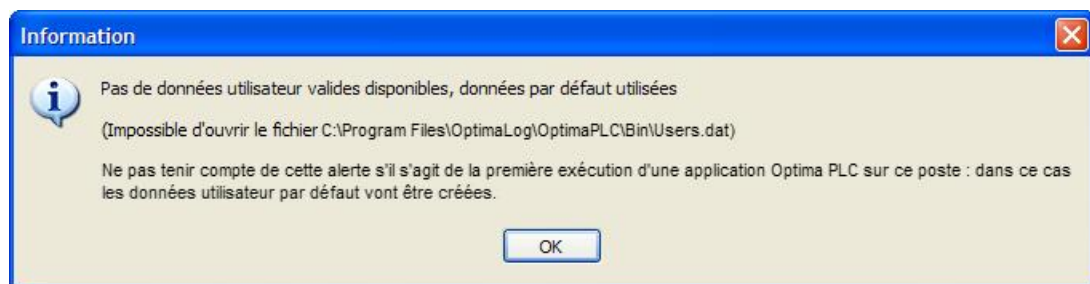 Information
Pas de données utilisateur valides disponibles, données par défaut utilisées
(Impossible d'ouvrir le fichier C:\Program Files\OptimaLog\OptimaPLC\Bin\Users.dat)
Ne pas tenir compte de cette alerte s'il s'agit de la première exécution d'une application Optima PLC sur ce poste : dans ce cas
les données utilisateur par défaut vont être créées.
OK